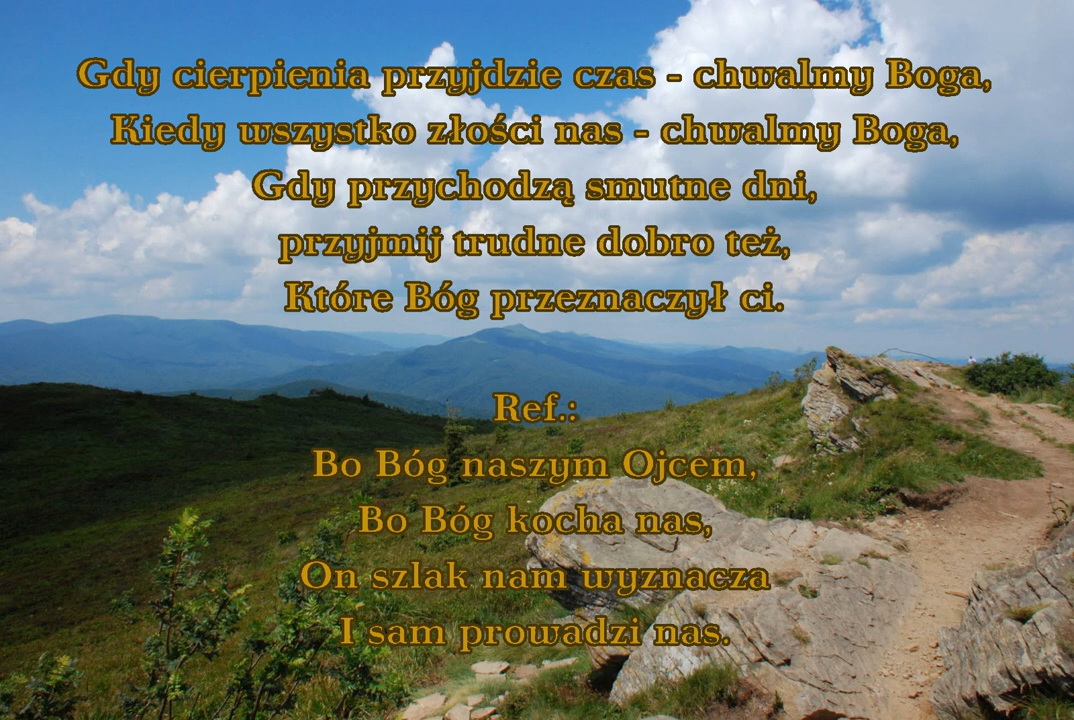 Gdy cierpienia przyjdzie czas - chwalmy Boga,
Kiedy wszystko złości nas - chwalmy Boga,
Gdy przychodzą smutne dni,
przyjmij trudne dobro też,
Które Bóg przeznaczył ci.
Ref.:
Bo Bóg naszym Ojcem,
Bo Bóg kocha nas,
On szlak nam wyznacza
I sam prowadzi nas.